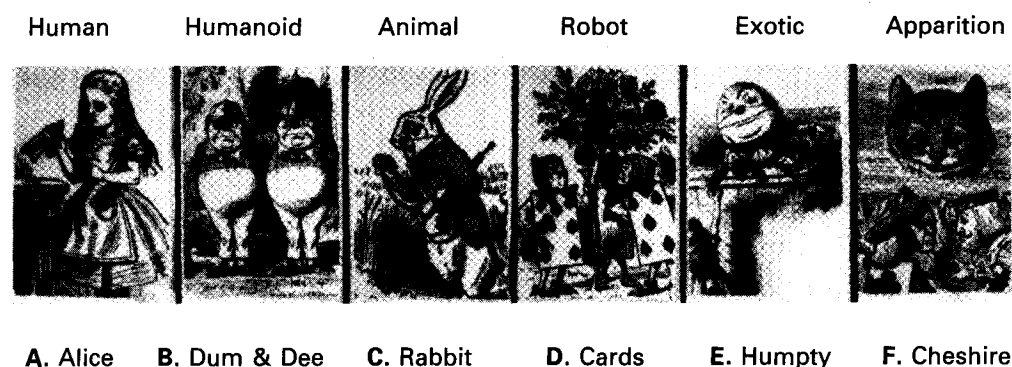 Human Humanoid Animal Robot Exotic Apparition
A. Alice B. Dum & Dee C. Rabbit D. Cards E. Humpty F. Cheshire